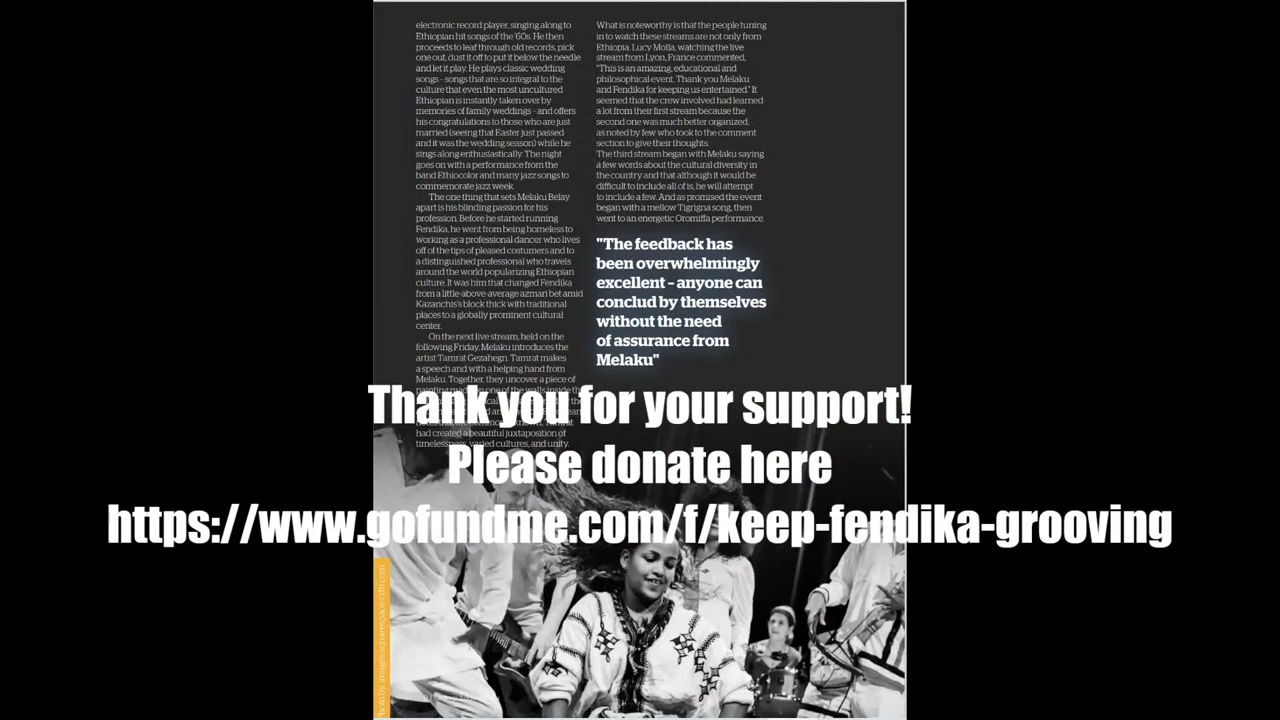 electronic record player, singing along to
Ethiopian hit songs of the '60s. He then
proceeds to leaf through old records, pick
one out, dust it off to put it below the needle
and let it play. He plays classic wedding
songs - songs that are so integral to the
culture that even the most uncultured
Ethiopian is instantly taken over by
memories of family weddings - and offers
his congratulations to those who are just
married (seeing that Easter just passed
and it was the wedding season) while he
sings along enthusiastically. The night
goes on with a performance from the
band Ethiocolor and many jazz songs to
commemorate jazz week.
The one thing that sets Melaku Belay
apart is his blinding passion for his
profession. Before he started running
Fendika, he went from being homeless to
working as a professional dancer who lives
off of the tips of pleased costumers and to
a distinguished professional who travels
around the world popularizing Ethiopian
culture. It was him that changed Fendika
from a little-above-average azmari bet amid
Kazanchis's block thick with traditional
places to a globally prominent cultural
center.
On the next live stream, held on the
following Friday, Melaku introduces the
artist Tamrat Gezahegn. Tamrat makes
a speech and with a helping hand from
Melaku. Together, they uncover a piece of
painting made on one of the walls inside the
had created a beautiful juxtaposition of
timelessness, varied cultures, and unity.
What is noteworthy is that the people tuning
in to watch these streams are not only from
Ethiopia. Lucy Molla, watching the live
stream from Lyon, France commented,
"This is an amazing, educational and
philosophical event. Thank you Melaku
and Fendika for keeping us entertained." It
seemed that the crew involved had learned
a lot from their first stream because the
second one was much better organized,
as noted by few who took to the comment
section to give their thoughts.
The third stream began with Melaku saying
a few words about the cultural diversity in
the country and that although it would be
difficult to include all of is, he will attempt
to include a few. And as promised the event
began with a mellow Tigrigna song, then
went to an energetic Oromiffa performance.
"The feedback has
been overwhelmingly
excellent – anyone can
conclud by themselves
without the need
of assurance from
Melaku"
Thank you for your support!
Please donate here
https://www.gofundme.com/f/keep-fendika-grooving
Photo by: images.squarespace-cdn.com